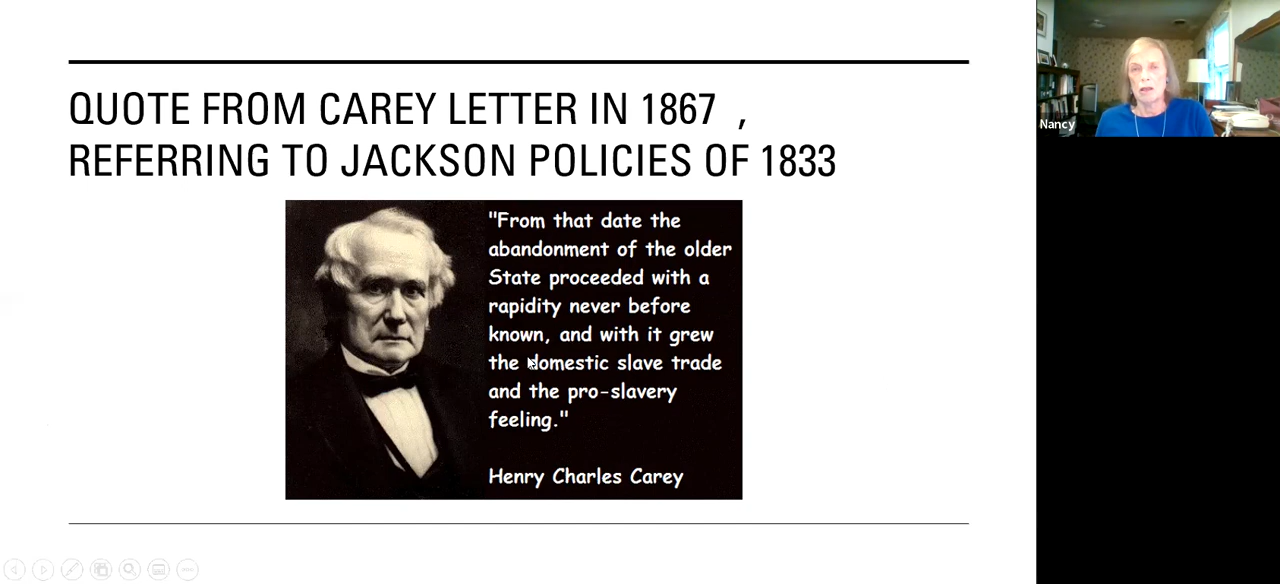 QUOTE FROM CAREY LETTER IN 1867 ,
REFERRING TO JACKSON POLICIES OF 1833
"From that date the
abandonment of the older
State proceeded with a
rapidity never before
known, and with it grew
the domestic slave trade
and the pro-slavery
feeling."
Henry Charles Carey
Nancy